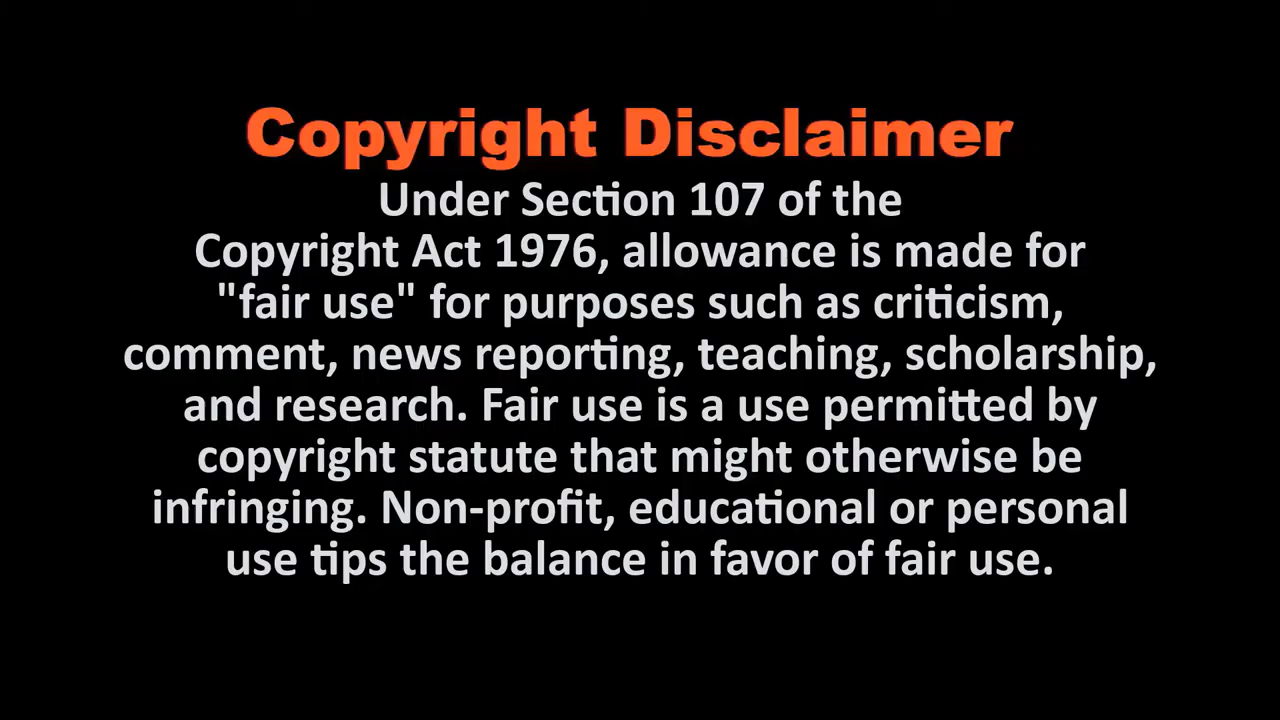 Copyright Disclaimer
Under Section 107 of the
Copyright Act 1976, allowance is made for
"fair use" for purposes such as criticism,
comment, news reporting, teaching, scholarship,
and research. Fair use is a use permitted by
copyright statute that might otherwise be
infringing. Non-profit, educational or personal
use tips the balance in favor of fair use.